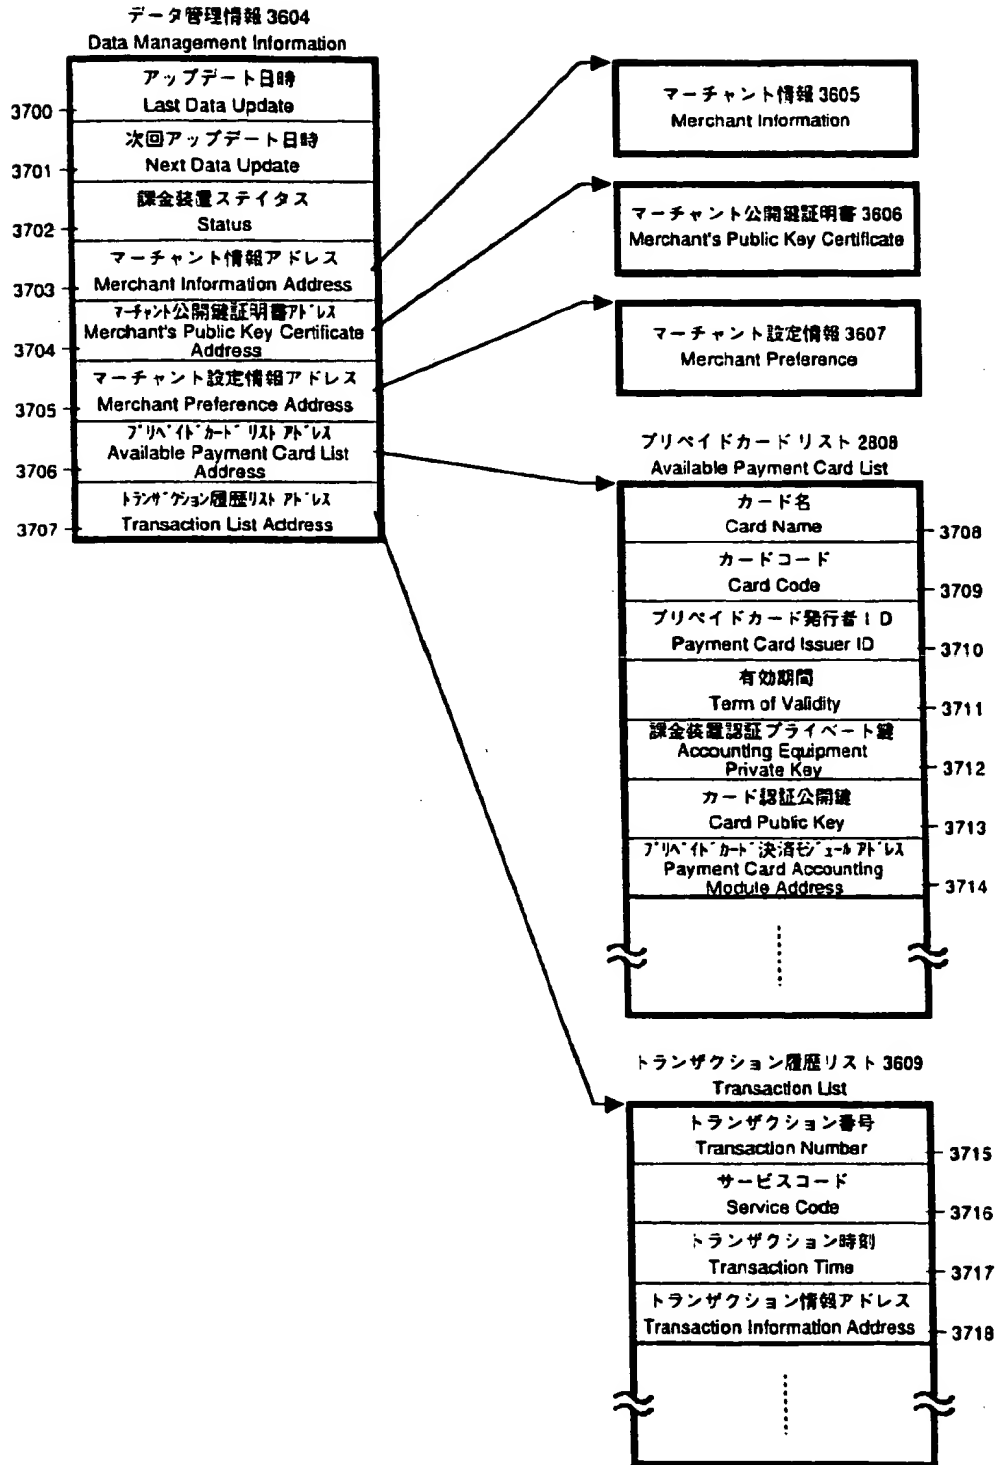 データ管理情報 3604
Data Management Information
アップデート日時
Last Data Update
3700
次回アップデート日時
Next Data Update
3701
課金装置ステイタス
Status
3702
マーチャント情報アドレス
Merchant Information Address
3703
マーチャント公開鍵証明書アドレス
Merchant's Public Key Certificate
Address
3704
マーチャント設定情報アドレス
Merchant Preference Address
3705
プリペイドカード リスト アドレス
Available Payment Card List
Address
3706
トランザクション履歴リスト アドレス
Transaction List Address
3707
マーチャント情報 3605
Merchant Information
マーチャント公開鍵証明書 3606
Merchant's Public Key Certificate
マーチャント設定情報 3607
Merchant Preference
プリペイドカード リスト 2808
Available Payment Card List
カード名
Card Name
3708
カードコード
Card Code
3709
プリペイドカード発行者ID
Payment Card Issuer ID
3710
有効期間
Term of Validity
3711
課金装置認証プライベート鍵
Accounting Equipment
Private Key
3712
カード認証公開鍵
Card Public Key
3713
プリペイドカード決済モジュールアドレス
Payment Card Accounting
Module Address
3714
トランザクション履歴リスト 3609
Transaction List
トランザクション番号
Transaction Number
3715
サービスコード
Service Code
3716
トランザクション時刻
Transaction Time
3717
トランザクション情報アドレス
Transaction Information Address
3718